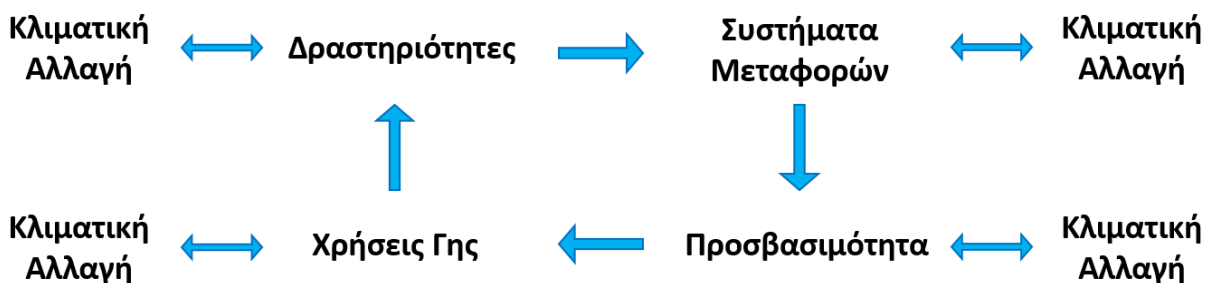 Κλιματική
Αλλαγή
Δραστηριότητες
Συστήματα
Μεταφορών
Κλιματική
Αλλαγή
Κλιματική
Αλλαγή
Χρήσεις Γης
Προσβασιμότητα
Κλιματική
Αλλαγή